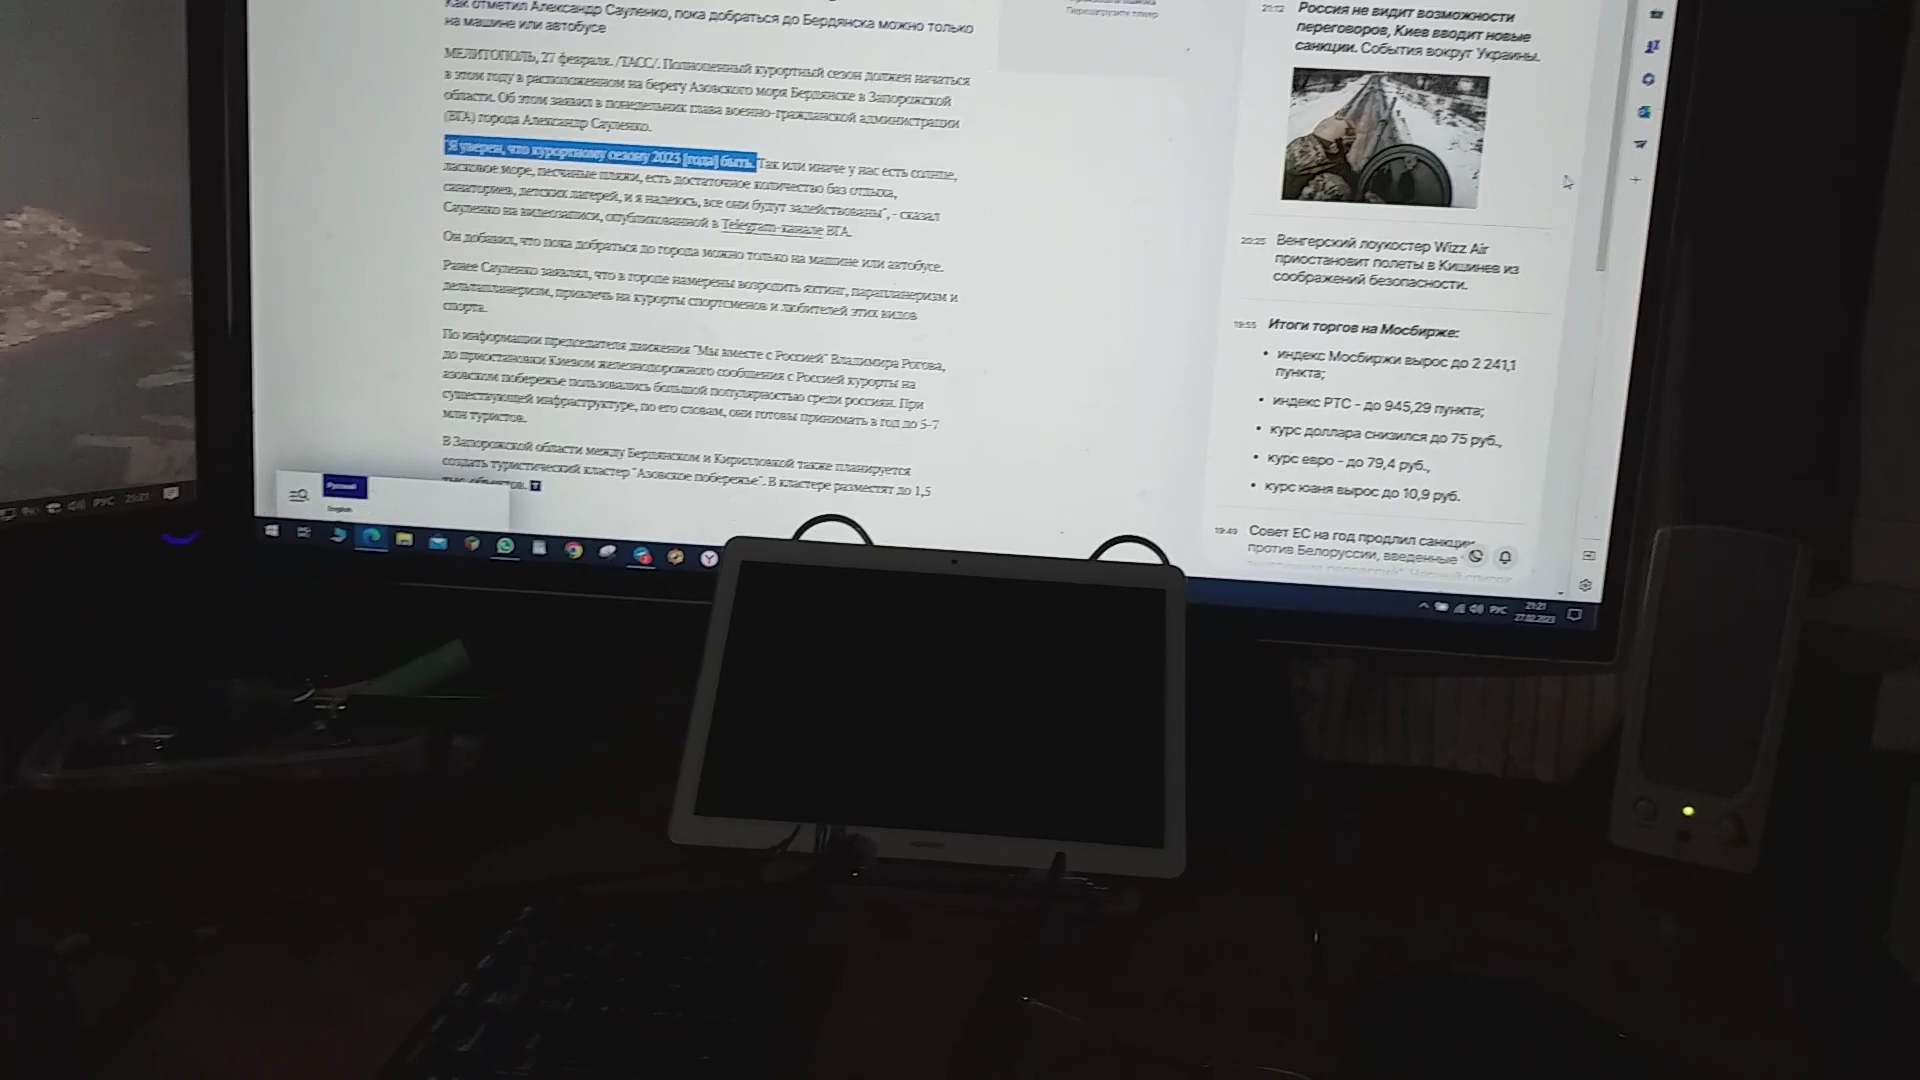 Как отметил Александр Сауленко, пока добраться до Бердянска можно только
на машине или автобусе
МЕЛИТОПОЛЬ, 27 февраля. /ТАСС/. Полноценный курортный сезон должен начаться
в этом году в расположенном на берегу Азовского моря Бердянске в Запорожской
области. Об этом заявил в понедельник глава военно-гражданской администрации
(ВГА) города Александр Сауленко.
"Я уверен, что курортному сезону 2023 [года] быть. Так или иначе у нас есть солнце,
ласковое море, песчаные пляжи, есть достаточное количество баз отдыха,
санаториев, детских лагерей, и я надеюсь, все они будут задействованы", - сказал
Сауленко на видеозаписи, опубликованной в Telegram-канале ВГА.
Он добавил, что пока добраться до города можно только на машине или автобусе.
Ранее Сауленко заявлял, что в городе намерены возродить яхтинг, парапланеризм и
дельтапланеризм, привлечь на курорты спортсменов и любителей этих видов
спорта.
По информации председателя движения "Мы вместе с Россией" Владимира Рогова,
до приостановки Киевом железнодорожного сообщения с Россией курорты на
азовском побережье пользовались большой популярностью среди россиян. При
существующей инфраструктуре, по его словам, они готовы принимать в год до 5-7
млн туристов.
В Запорожской области между Бердянском и Кирилловкой также планируется
создать туристический кластер "Азовское побережье". В кластере разместят до 1,5
тыс объектов.
Русский
English
Перезагрузите плеер
21:12 Россия не видит возможности
переговоров, Киев вводит новые
санкции. События вокруг Украины.
20:25 Венгерский лоукостер Wizz Air
приостановит полеты в Кишинев из
соображений безопасности.
19:55 Итоги торгов на Мосбирже:
• индекс Мосбиржи вырос до 2 241,1
пункта;
• индекс РТС - до 945,29 пункта;
• курс доллара снизился до 75 руб.,
• курс евро - до 79,4 руб.,
• курс юаня вырос до 10,9 руб.
19:49 Совет ЕС на год продлил санкции
против Белоруссии, введенные
РУС 21:21
РУС 21:21
27.02.2023